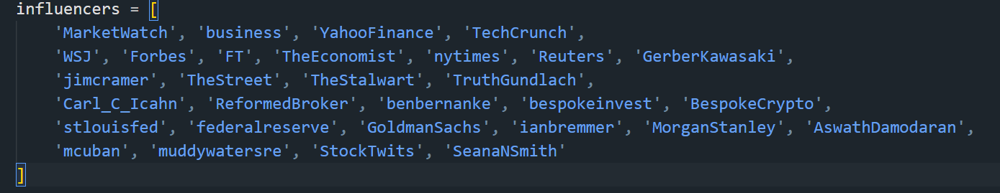 influencers = [
    'MarketWatch', 'business', 'YahooFinance', 'TechCrunch',
    'WSJ', 'Forbes', 'FT', 'TheEconomist', 'nytimes', 'Reuters', 'GerberKawasaki',
    'jimcramer', 'TheStreet', 'TheStalwart', 'TruthGundlach',
    'Carl_C_Icahn', 'ReformedBroker', 'benbernanke', 'bespokeinvest', 'BespokeCrypto',
    'stlouisfed', 'federalreserve', 'GoldmanSachs', 'ianbremmer', 'MorganStanley', 'AswathDamodaran',
    'mcuban', 'muddywatersre', 'StockTwits', 'SeanaNSmith'
]